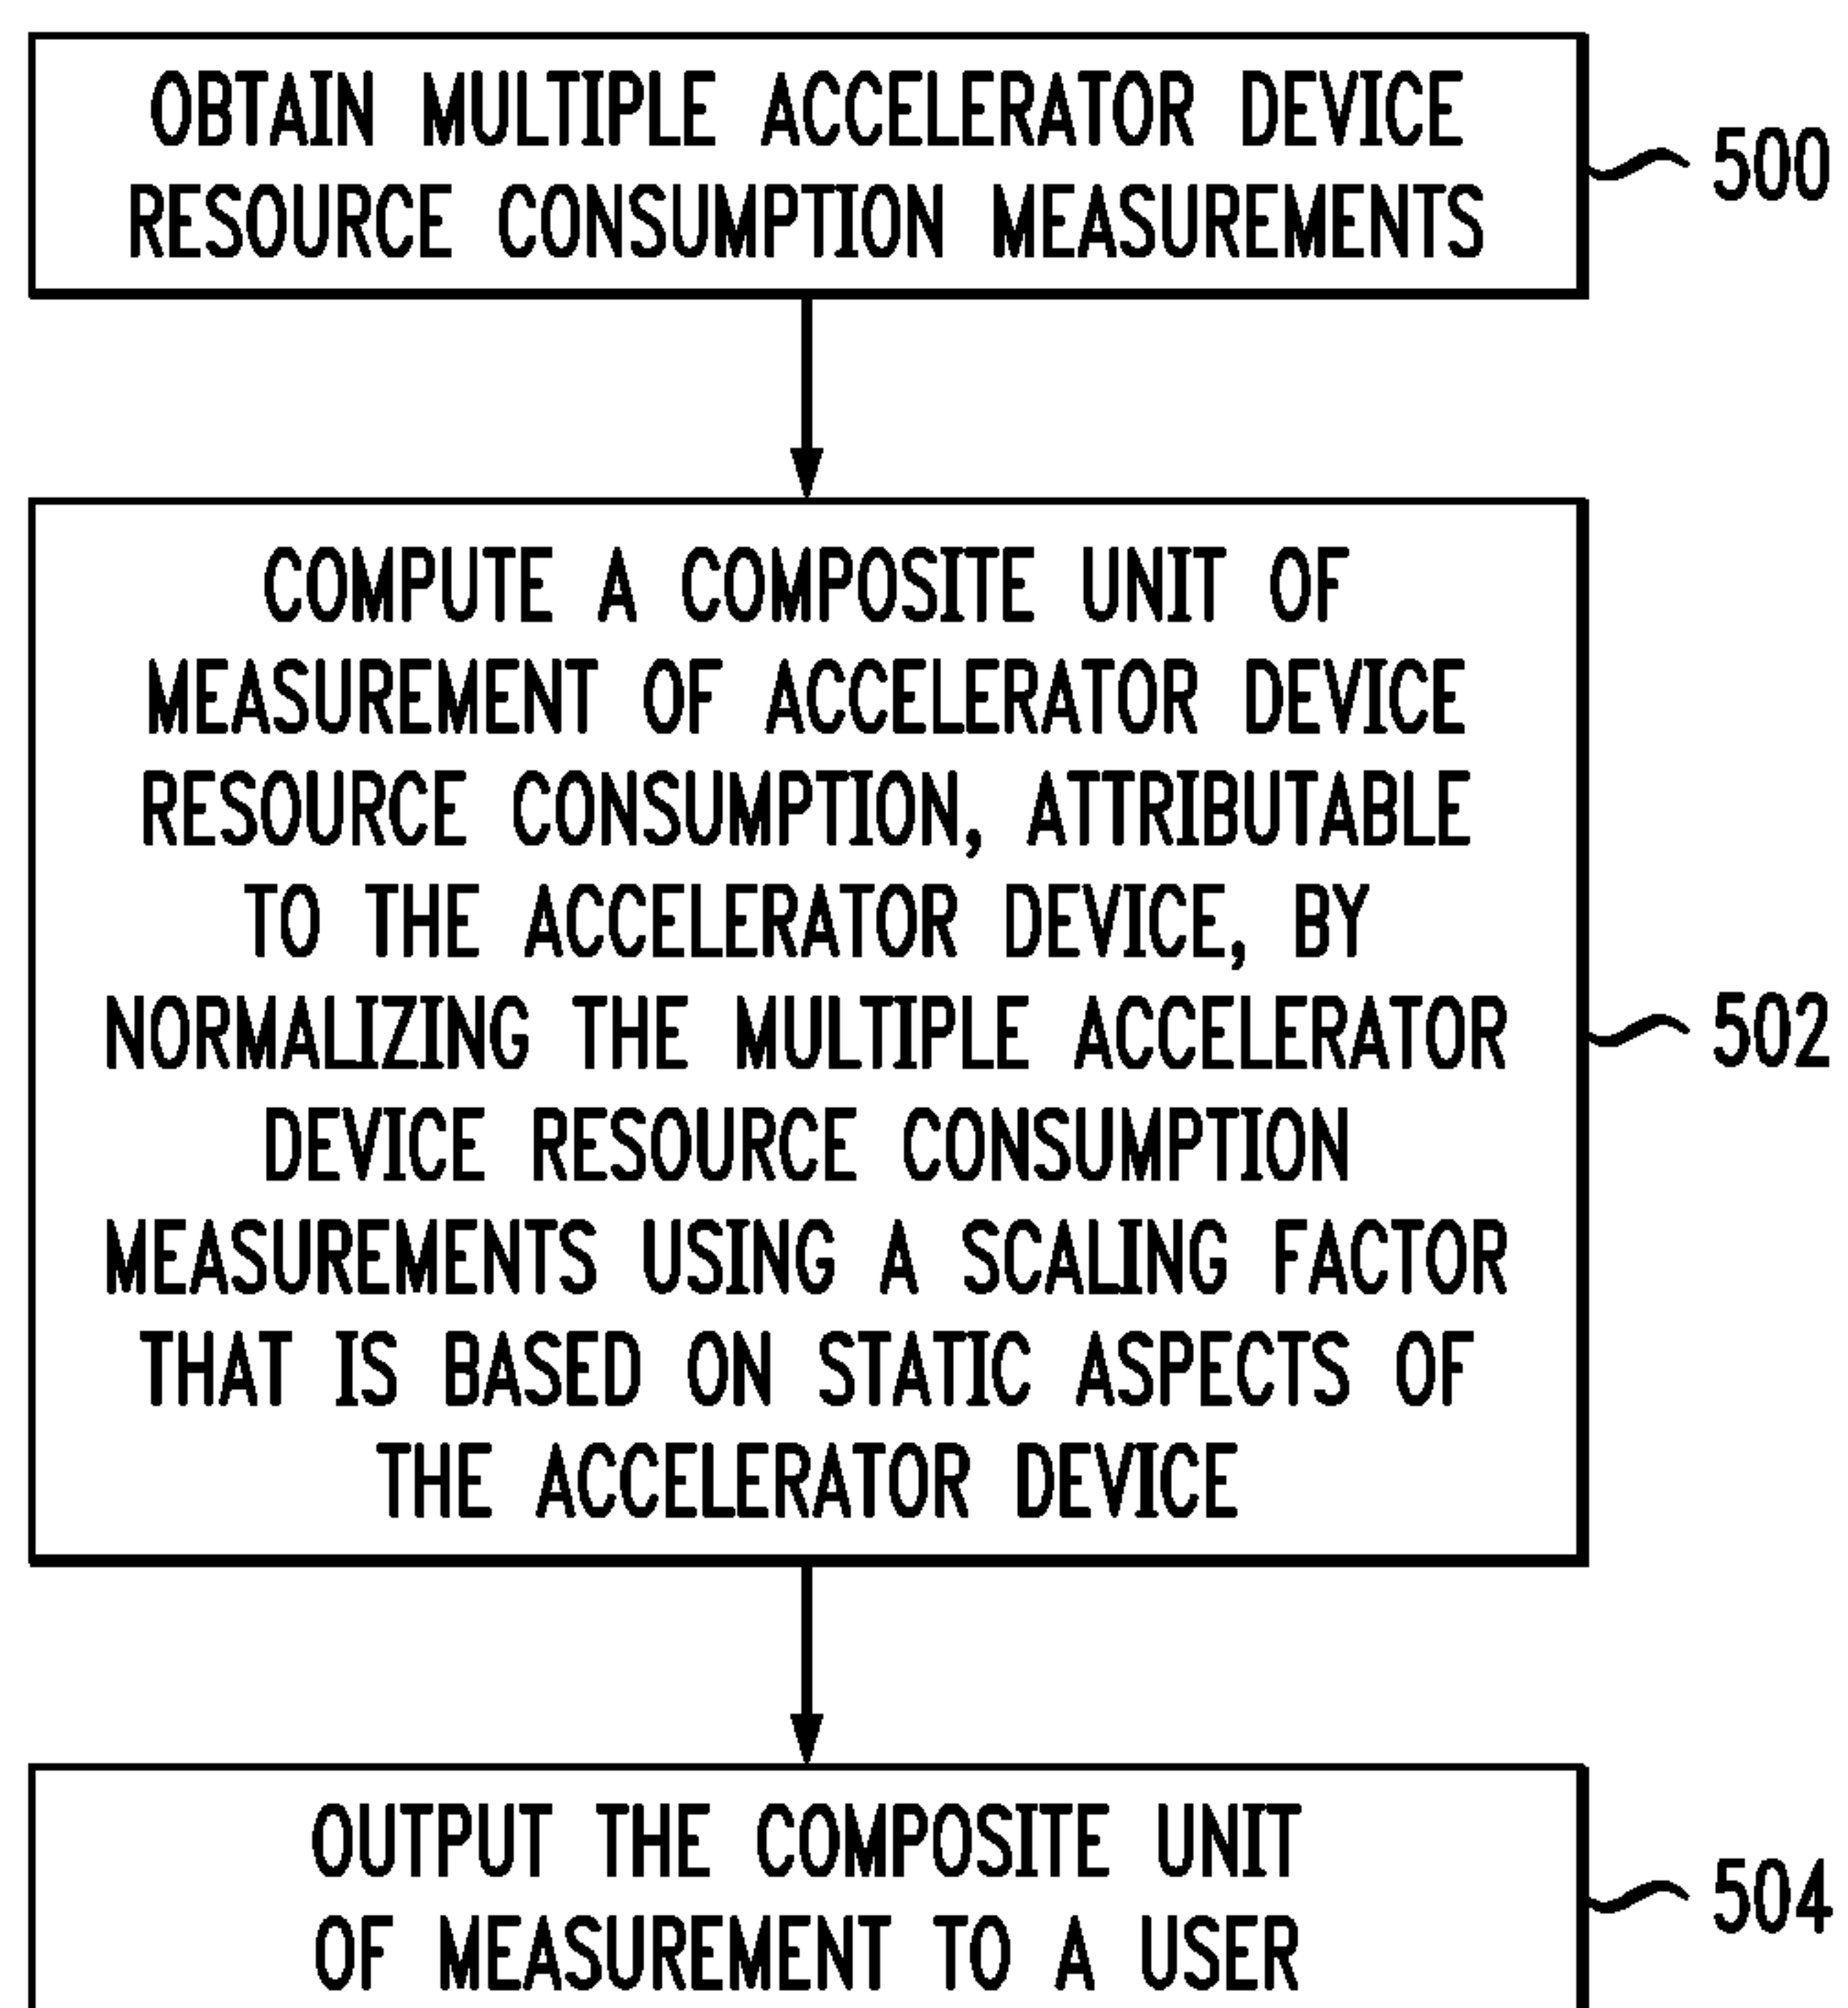 OBTAIN MULTIPLE ACCELERATOR DEVICE
RESOURCE CONSUMPTION MEASUREMENTS
500
COMPUTE A COMPOSITE UNIT OF
MEASUREMENT OF ACCELERATOR DEVICE
RESOURCE CONSUMPTION, ATTRIBUTABLE
TO THE ACCELERATOR DEVICE, BY
NORMALIZING THE MULTIPLE ACCELERATOR
DEVICE RESOURCE CONSUMPTION
MEASUREMENTS USING A SCALING FACTOR
THAT IS BASED ON STATIC ASPECTS OF
THE ACCELERATOR DEVICE
502
OUTPUT THE COMPOSITE UNIT
OF MEASUREMENT TO A USER
504